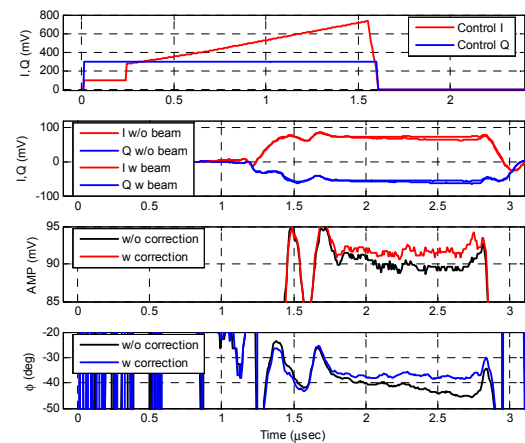 800
600
400
200
0
I,Q (mV)
Control I
Control Q
0 0.5 1 1.5 2
100
0
-100
I,Q (mV)
I w/o beam
Q w/o beam
I w beam
Q w beam
0 0.5 1 1.5 2 2.5 3
95
90
85
AMP (mV)
w/o correction
w correction
0 0.5 1 1.5 2 2.5 3
-20
-30
-40
-50
ϕ (deg)
w/o correction
w correction
0 0.5 1 1.5 2 2.5 3
Time (μsec)